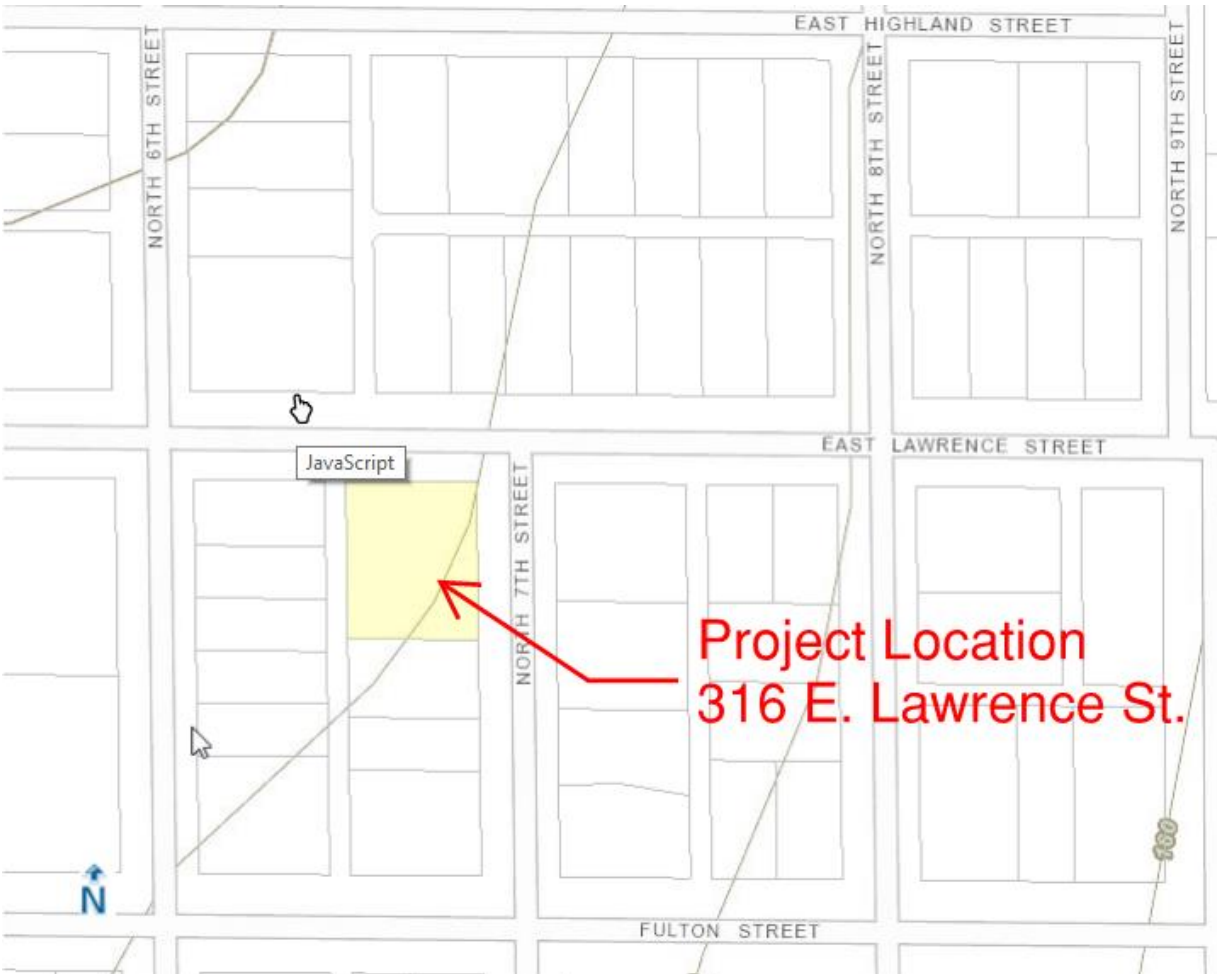 EAST HIGHLAND STREET
NORTH 6TH STREET
NORTH 8TH STREET
NORTH 9TH STREET
EAST LAWRENCE STREET
JavaScript
NORTH 7TH STREET
Project Location
316 E. Lawrence St.
160
N
FULTON STREET